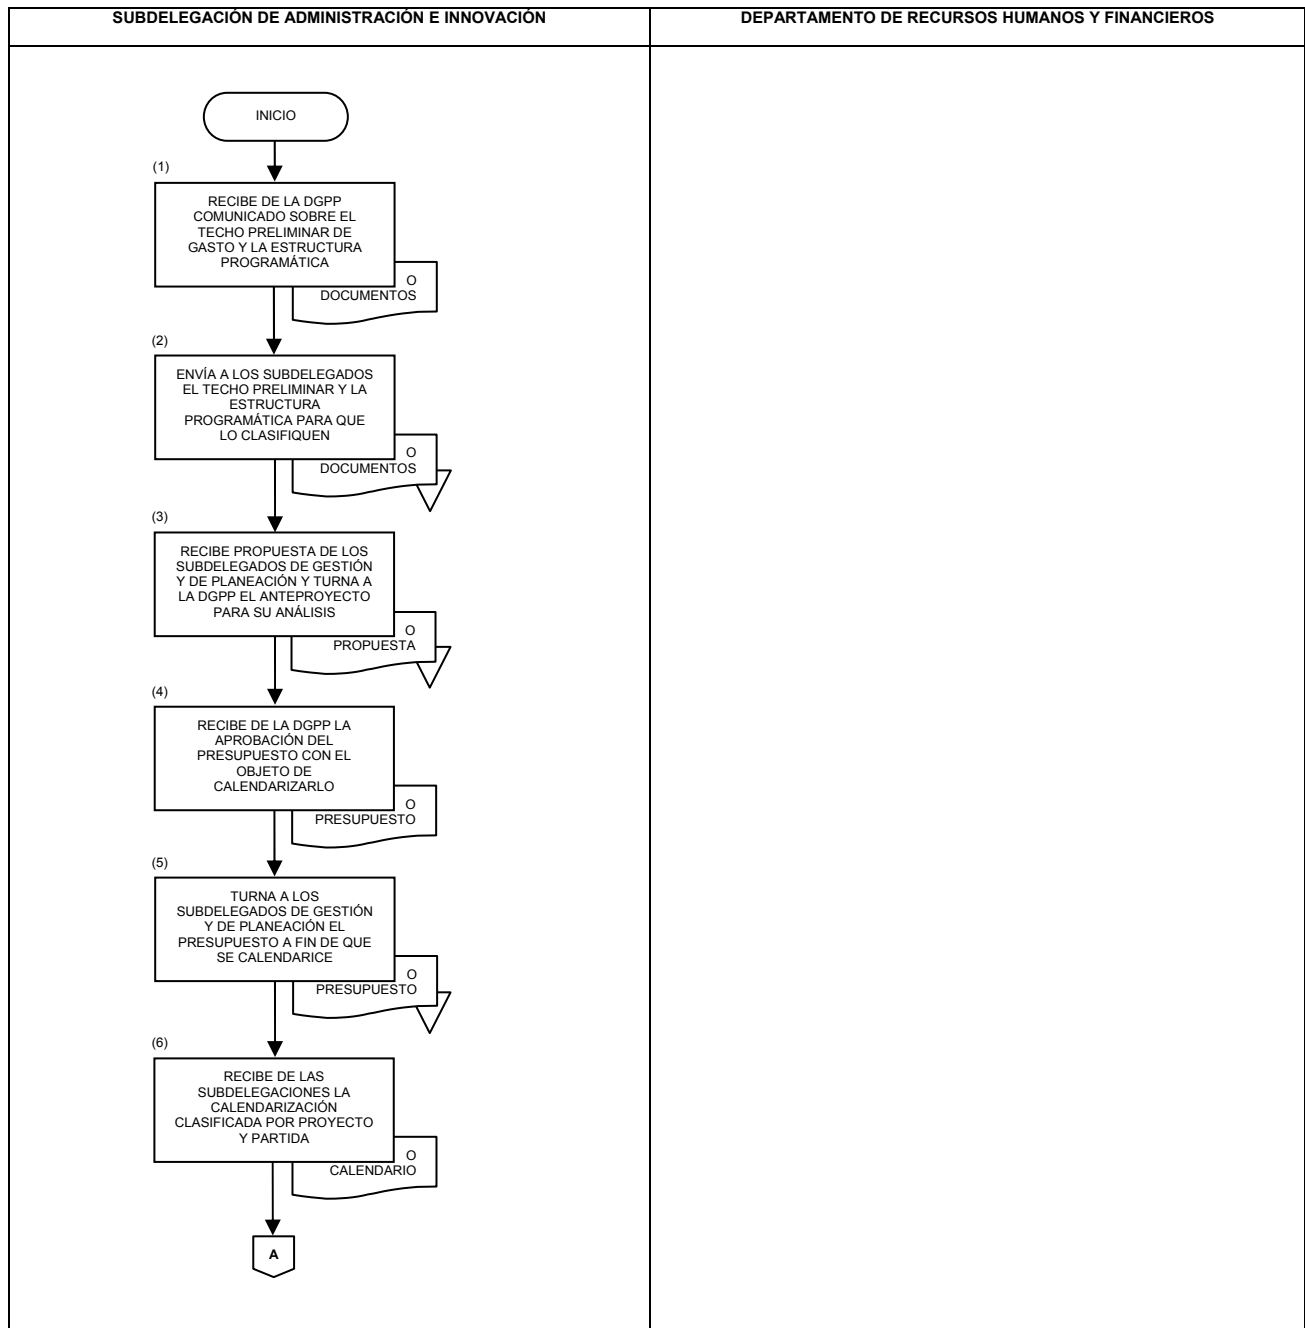 SUBDELEGACIÓN DE ADMINISTRACIÓN E INNOVACIÓN
DEPARTAMENTO DE RECURSOS HUMANOS Y FINANCIEROS
INICIO
(1)
RECIBE DE LA DGPP
COMUNICADO SOBRE EL
TECHO PRELIMINAR DE
GASTO Y LA ESTRUCTURA
PROGRAMÁTICA
O
DOCUMENTOS
(2)
ENVÍA A LOS SUBDELEGADOS
EL TECHO PRELIMINAR Y LA
ESTRUCTURA
PROGRAMÁTICA PARA QUE
LO CLASIFIQUEN
O
DOCUMENTOS
(3)
RECIBE PROPUESTA DE LOS
SUBDELEGADOS DE GESTIÓN
Y DE PLANEACIÓN Y TURNA A
LA DGPP EL ANTEPROYECTO
PARA SU ANÁLISIS
O
PROPUESTA
(4)
RECIBE DE LA DGPP LA
APROBACIÓN DEL
PRESUPUESTO CON EL
OBJETO DE
CALENDARIZARLO
O
PRESUPUESTO
(5)
TURNA A LOS
SUBDELEGADOS DE GESTIÓN
Y DE PLANEACIÓN EL
PRESUPUESTO A FIN DE QUE
SE CALENDARICE
O
PRESUPUESTO
(6)
RECIBE DE LAS
SUBDELEGACIONES LA
CALENDARIZACIÓN
CLASIFICADA POR PROYECTO
Y PARTIDA
O
CALENDARIO
A